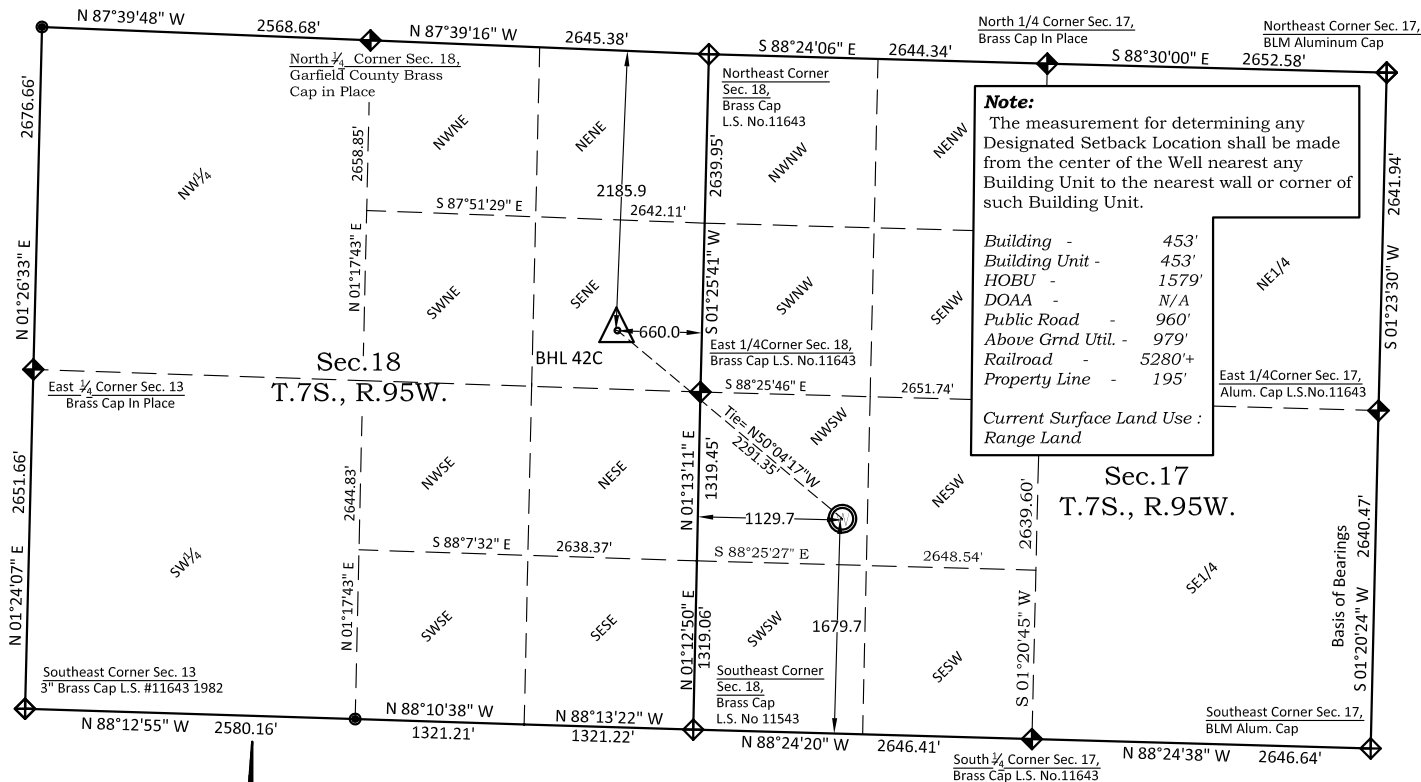 N 87°39'48" W
2568.68'
N 87°39'16" W
2645.38'
S 88°24'06" E
2644.34'
North 1/4 Corner Sec. 17,
Brass Cap In Place
S 88°30'00" E
2652.58'
Northeast Corner Sec. 17,
BLM Aluminum Cap
North 1/4 Corner Sec. 18,
Garfield County Brass
Cap in Place
Northeast Corner
Sec. 18,
Brass Cap
L.S. No.11643
2676.66'
N 01°26'33" E
NW1/4
2658.85'
N 01°17'43" E
NWNE
NENE
2185.9
2639.95'
S 01°25'41" W
NWNW
NENW
Note:
The measurement for determining any
Designated Setback Location shall be made
from the center of the Well nearest any
Building Unit to the nearest wall or corner of
such Building Unit.
Building - 453'
Building Unit - 453'
HOBU - 1579'
DOAA - N/A
Public Road - 960'
Above Grnd Util. - 979'
Railroad - 5280'+
Property Line - 195'
Current Surface Land Use :
Range Land
2641.94'
S 01°23'30" W
NE1/4
S 87°51'29" E
2642.11'
SWNE
SENE
SWNW
SENW
660.0
BHL 42C
East 1/4Corner Sec. 18,
Brass Cap L.S. No.11643
Sec.18
T.7S., R.95W.
East 1/4 Corner Sec. 13
Brass Cap In Place
S 88°25'46" E
2651.74'
East 1/4Corner Sec. 17,
Alum. Cap L.S.No.11643
Tie= N50°04'17"W
2291.35'
NWSW
2651.66'
N 01°24'07" E
SW1/4
2644.83'
N 01°17'43" E
NWSE
NESE
N 01°13'11" E
1319.45'
1129.7
NESW
2639.60'
S 01°20'45" W
Sec.17
T.7S., R.95W.
Basis of Bearings
2640.47'
S 01°20'24" W
SE1/4
S 88°7'32" E
2638.37'
S 88°25'27" E
2648.54'
SWSE
SESE
N 01°12'50" E
1319.06'
SWSW
1679.7
SESW
Southeast Corner Sec. 13
3" Brass Cap L.S. #11643 1982
Southeast Corner
Sec. 18,
Brass Cap
L.S. No 11543
Southeast Corner Sec. 17,
BLM Alum. Cap
N 88°12'55" W
2580.16'
N 88°10'38" W
1321.21'
N 88°13'22" W
1321.22'
N 88°24'20" W
2646.41'
South 1/4 Corner Sec. 17,
Brass Cap L.S. No.11643
N 88°24'38" W
2646.64'